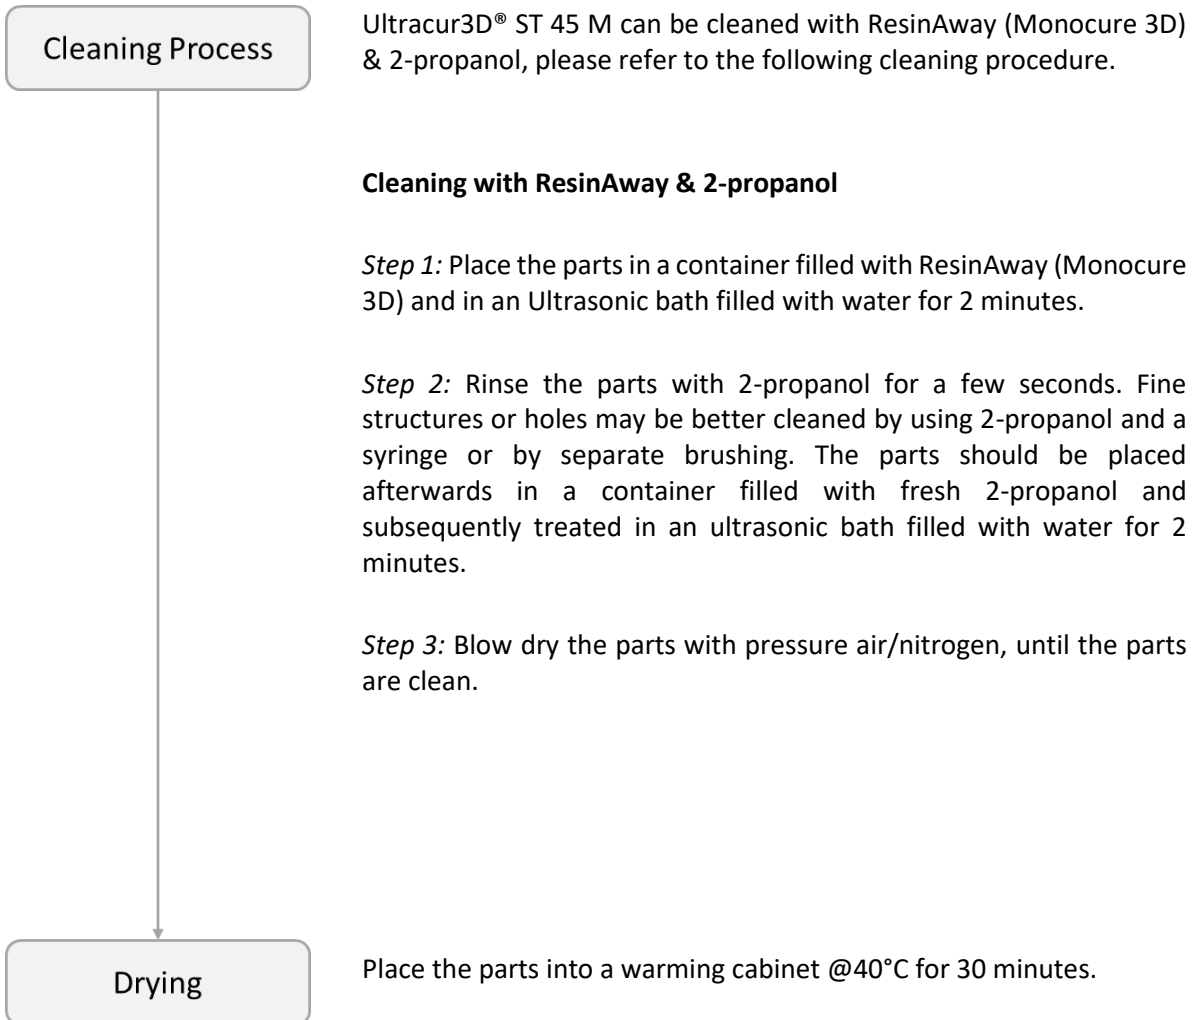 Cleaning Process
Ultracur3D® ST 45 M can be cleaned with ResinAway (Monocure 3D)
& 2-propanol, please refer to the following cleaning procedure.
Cleaning with ResinAway & 2-propanol
Step 1: Place the parts in a container filled with ResinAway (Monocure
3D) and in an Ultrasonic bath filled with water for 2 minutes.
Step 2: Rinse the parts with 2-propanol for a few seconds. Fine
structures or holes may be better cleaned by using 2-propanol and a
syringe or by separate brushing. The parts should be placed
afterwards in a container filled with fresh 2-propanol and
subsequently treated in an ultrasonic bath filled with water for 2
minutes.
Step 3: Blow dry the parts with pressure air/nitrogen, until the parts
are clean.
Drying
Place the parts into a warming cabinet @40°C for 30 minutes.